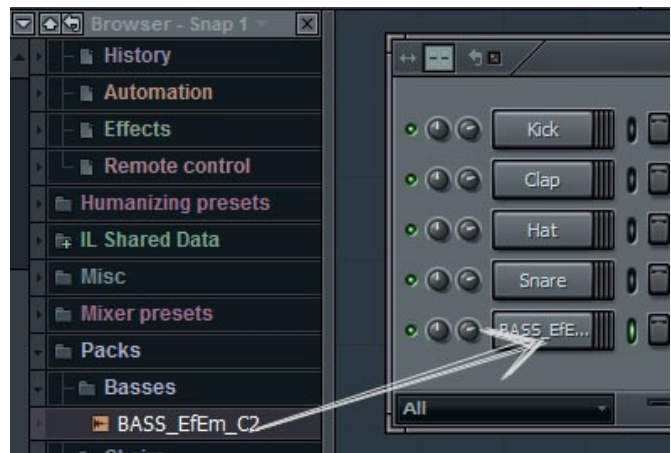 Browser - Snap 1
History
Automation
Effects
Remote control
Humanizing presets
IL Shared Data
Misc
Mixer presets
Packs
Basses
BASS_EfEm_C2
Kick
Clap
Hat
Snare
BASS_EfE...
All